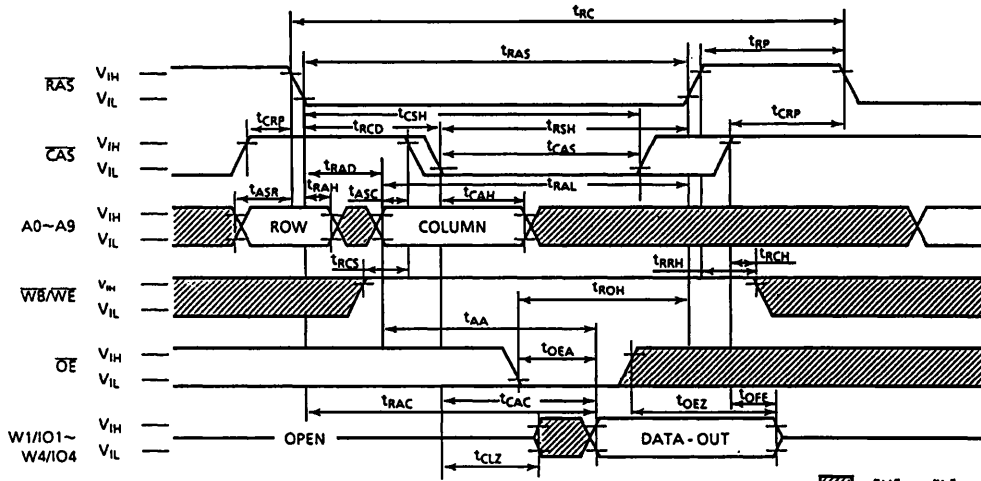 tRC
tRAS
tRP
RAS VIH
VIL
tCRP
tCSH
tRCD
tRSH
tCRP
CAS VIH
VIL
tCAS
tRAD
tRAL
tASR
tRAH
tASC
tCAH
A0~A9 VIH
VIL
ROW
COLUMN
tRCS
tRRH
tRCH
WB/WE VIH
VIL
tROH
tAA
OE VIH
VIL
tOEA
tRAC
tCAC
tOEZ
tOFF
W1/IO1~
W4/IO4
VIH
VIL
OPEN
DATA-OUT
tCLZ